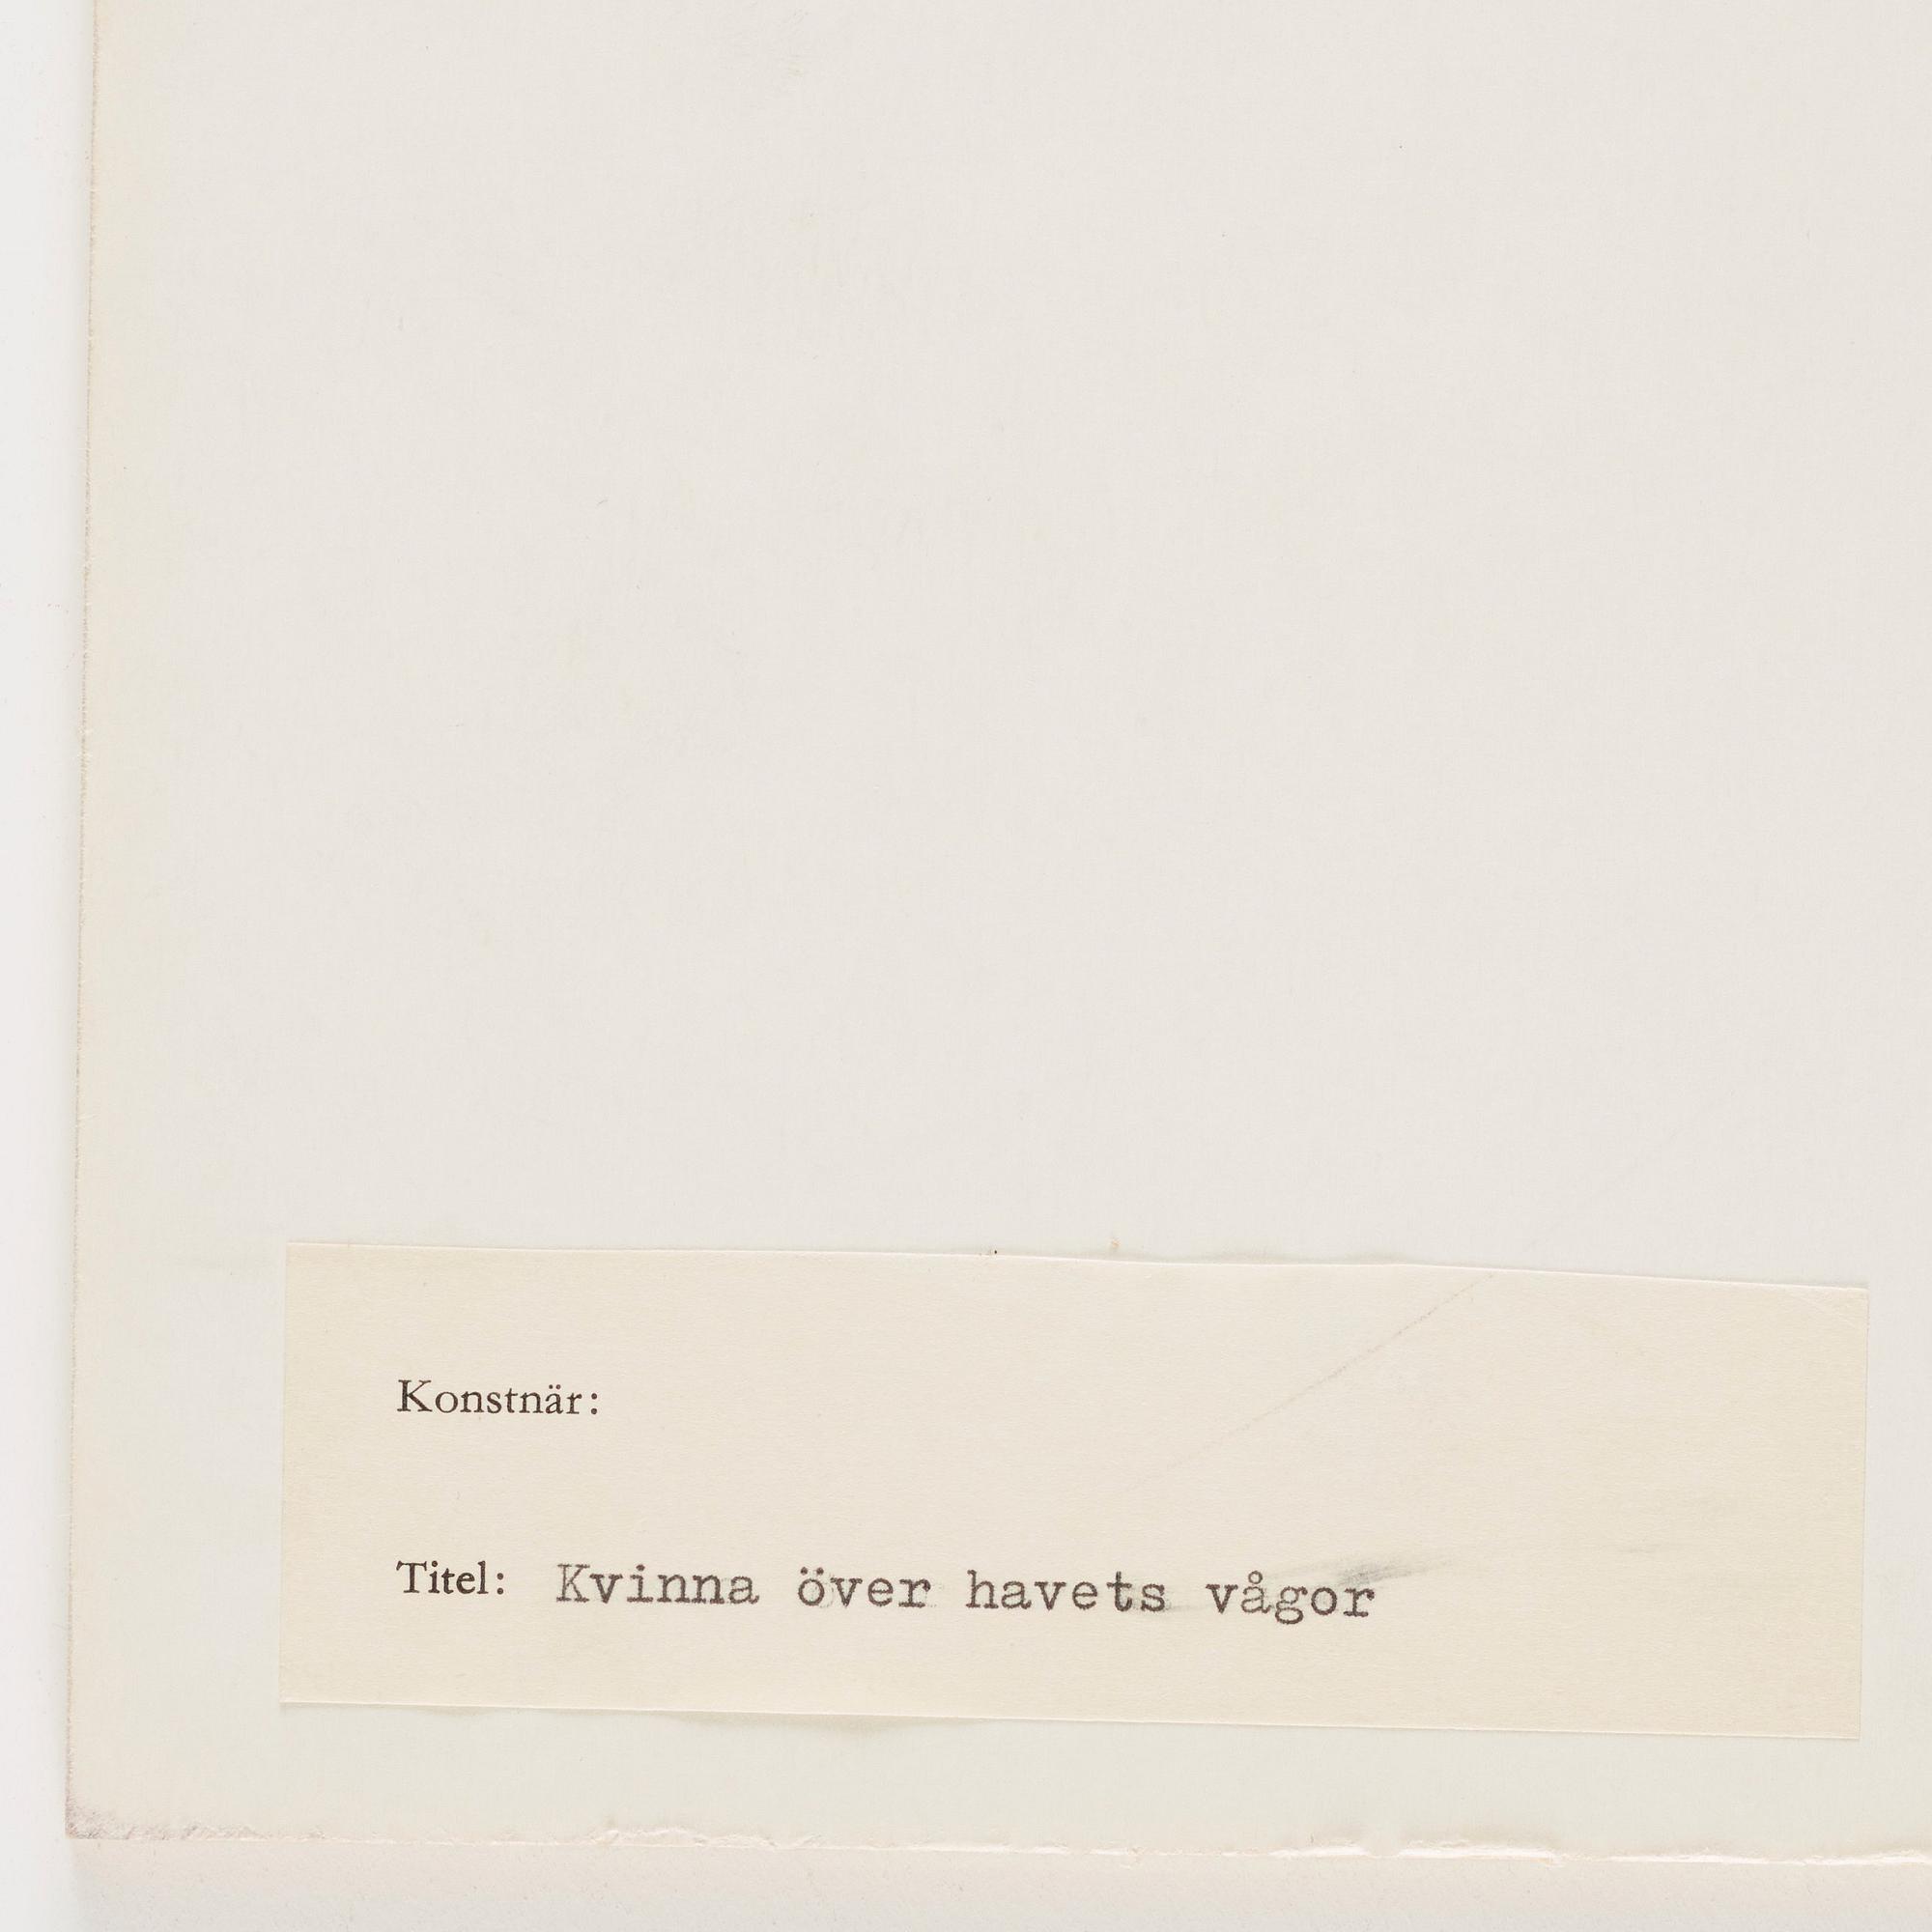 Konstnär:
Titel: Kvinna över havets vågor